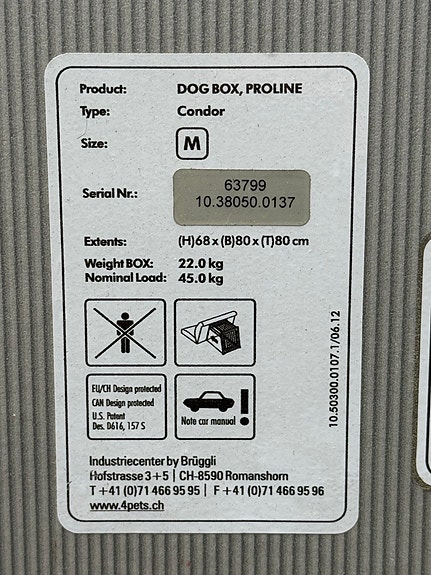 Product: DOG BOX, PROLINE
Type: Condor
Size: M
Serial Nr.: 63799
10.38050.0137
Extents: (H)68 x (B)80 x (T)80 cm
Weight BOX: 22.0 kg
Nominal Load: 45.0 kg
EU/CH Design protected
CAN Design protected
U.S. Patent
Des. D616, 157 S
Note car manual !
10.50300.0107.1/06.12
Industriecenter by Brüggli
Hofstrasse 3+5 | CH-8590 Romanshorn
T +41 (0)71 466 95 95 | F +41 (0)71 466 95 96
www.4pets.ch